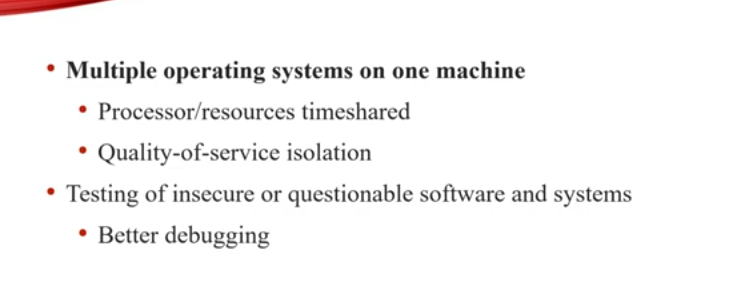 • Multiple operating systems on one machine
• Processor/resources timeshared
• Quality-of-service isolation
• Testing of insecure or questionable software and systems
• Better debugging